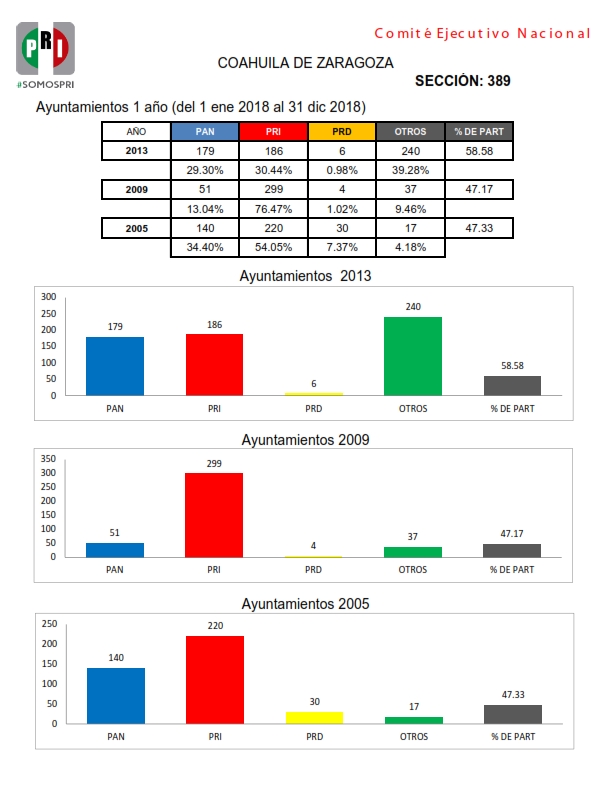 Comité Ejecutivo Nacional
PRI
#SOMOSPRI
COAHUILA DE ZARAGOZA
SECCIÓN: 389
Ayuntamientos 1 año (del 1 ene 2018 al 31 dic 2018)
AÑO PAN PRI PRD OTROS % DE PART
2013 179 186 6 240 58.58
29.30% 30.44% 0.98% 39.28%
2009 51 299 4 37 47.17
13.04% 76.47% 1.02% 9.46%
2005 140 220 30 17 47.33
34.40% 54.05% 7.37% 4.18%
Ayuntamientos 2013
300
250
200
150
100
50
0
179 186 6 240 58.58
PAN PRI PRD OTROS % DE PART
Ayuntamientos 2009
350
300
250
200
150
100
50
0
51 299 4 37 47.17
PAN PRI PRD OTROS % DE PART
Ayuntamientos 2005
250
200
150
100
50
0
140 220 30 17 47.33
PAN PRI PRD OTROS % DE PART